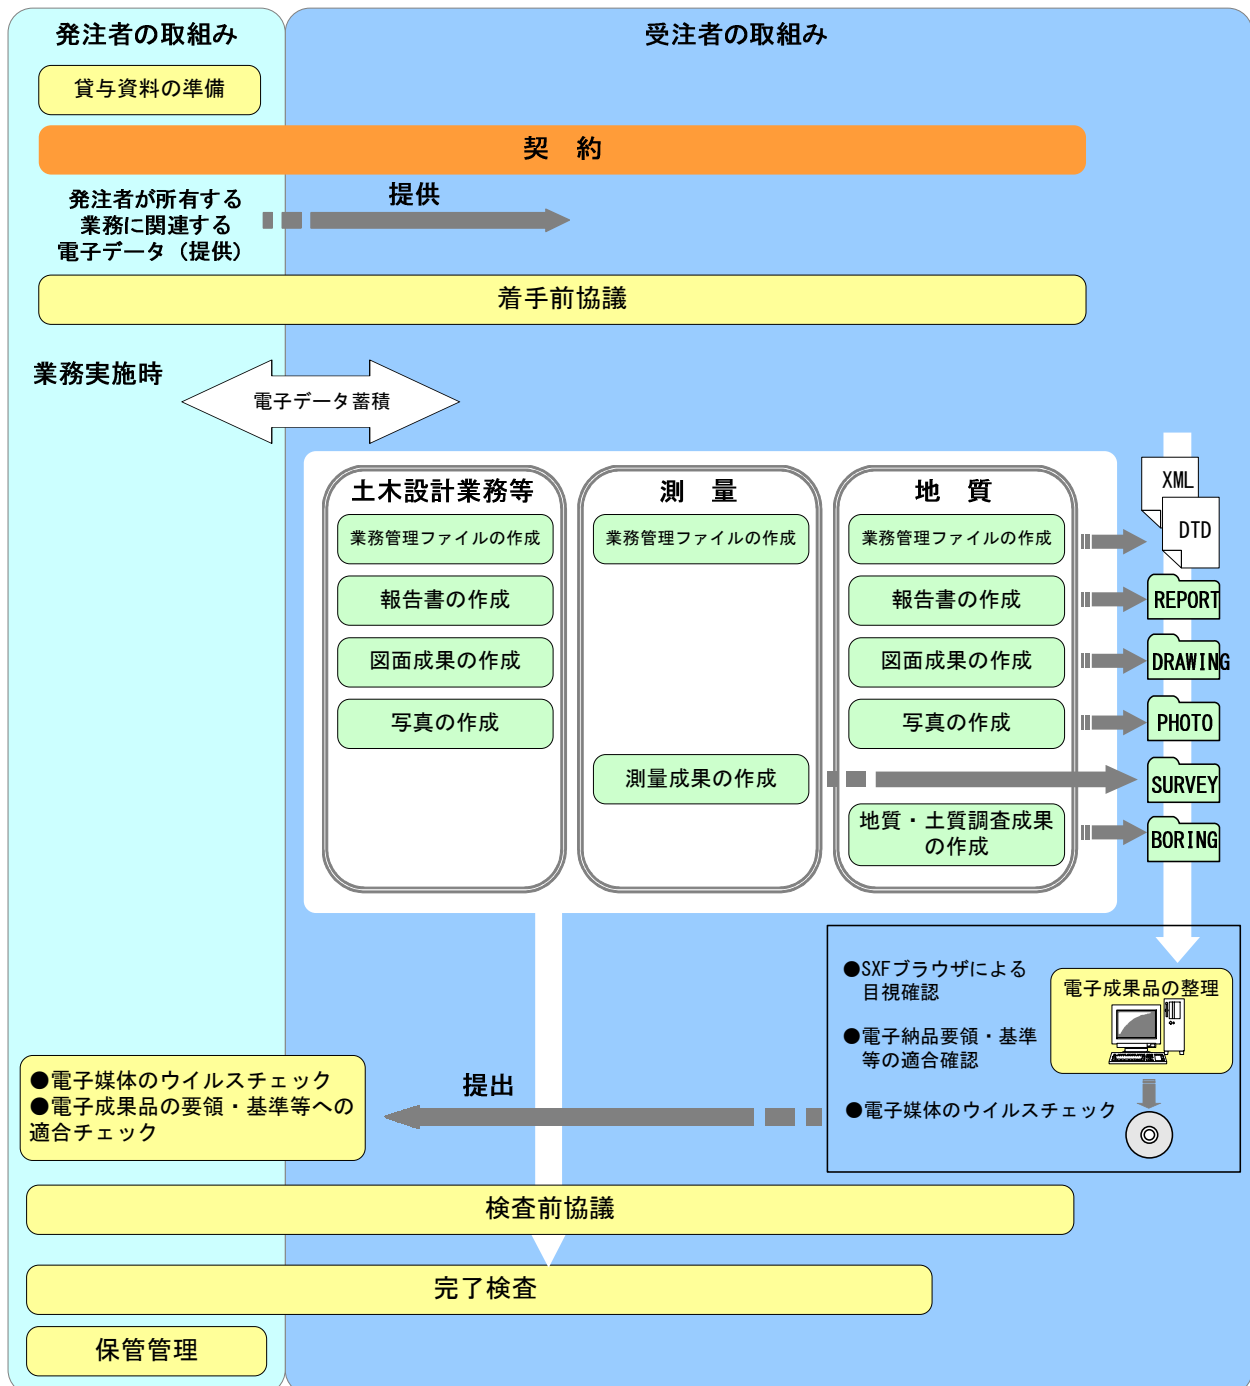 発注者の取組み
受注者の取組み
貸与資料の準備
契　約
発注者が所有する
業務に関連する
電子データ（提供）
提供
着手前協議
業務実施時
電子データ蓄積
土木設計業務等
業務管理ファイルの作成
報告書の作成
図面成果の作成
写真の作成
測　量
業務管理ファイルの作成
測量成果の作成
地　質
業務管理ファイルの作成
報告書の作成
図面成果の作成
写真の作成
地質・土質調査成果
の作成
XML
DTD
REPORT
DRAWING
PHOTO
SURVEY
BORING
●SXFブラウザによる
目視確認
●電子納品要領・基準
等の適合確認
●電子媒体のウイルスチェック
電子成果品の整理
提出
●電子媒体のウイルスチェック
●電子成果品の要領・基準等への
適合チェック
検査前協議
完了検査
保管管理